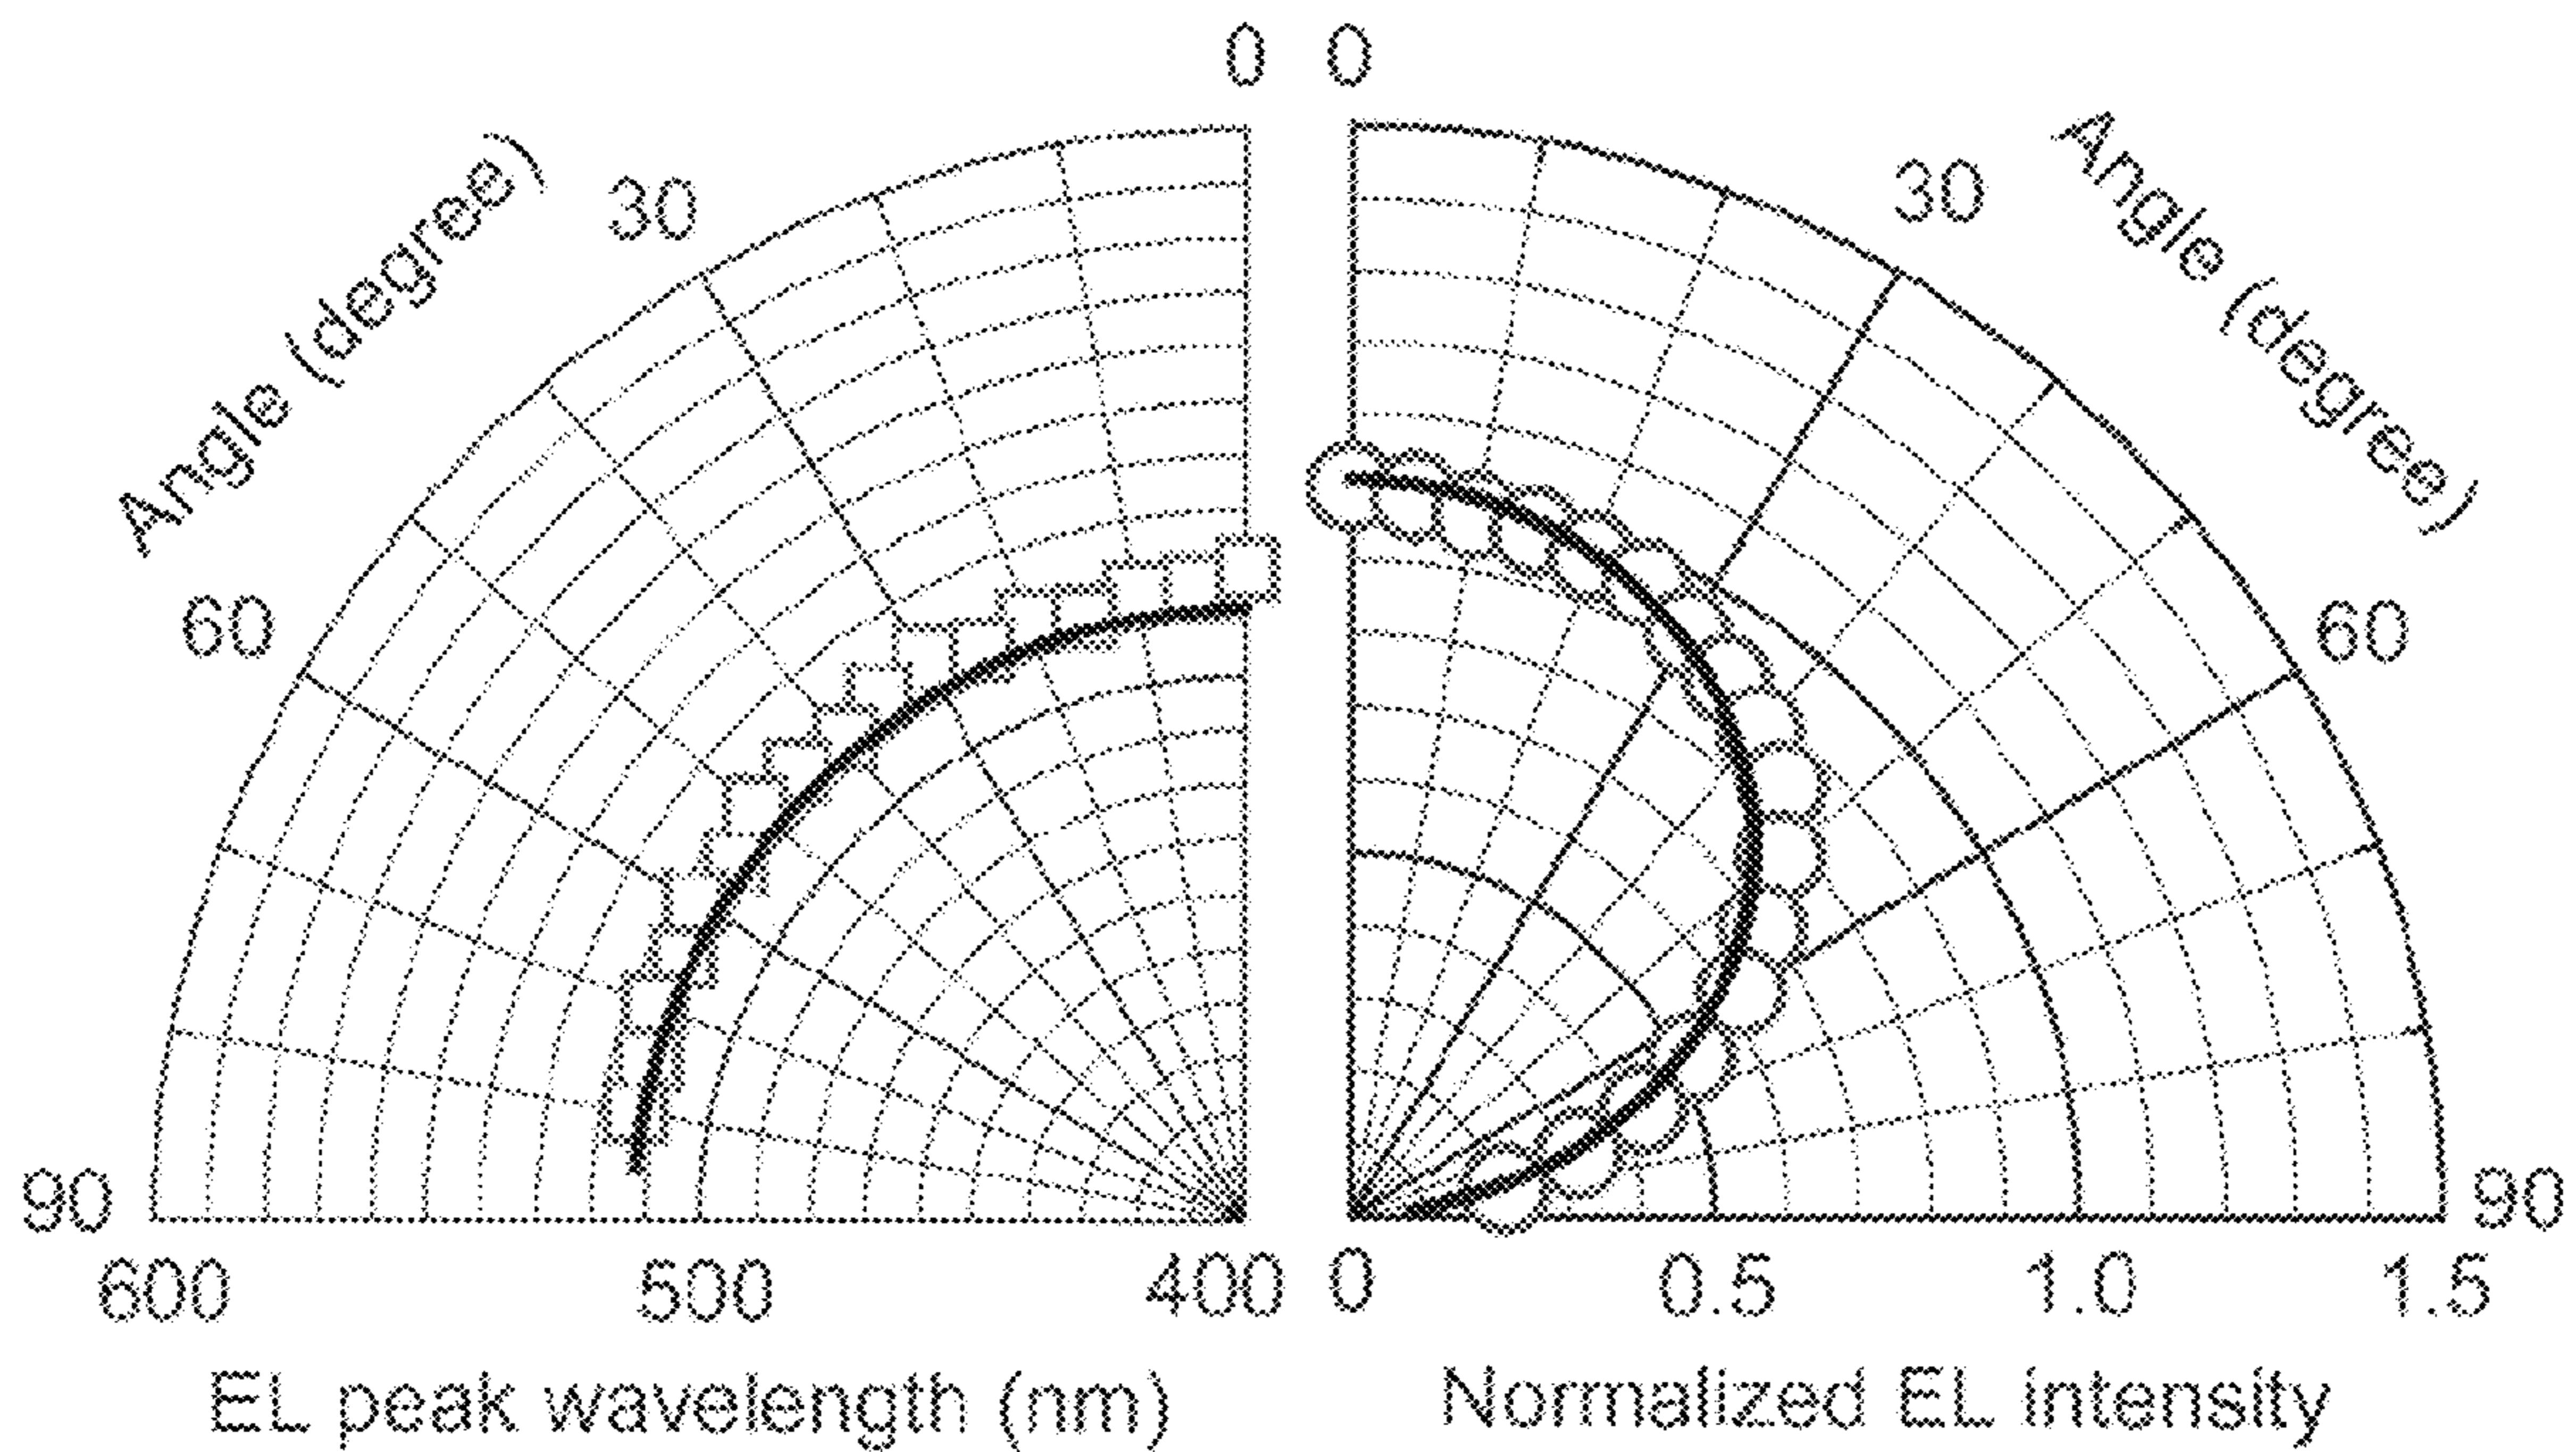 0 0
Angle (degree) 30 30 Angle (degree)
60 60
90 90
600 500 400 0 0.5 1.0 1.5
EL peak wavelength (nm) Normalized EL intensity